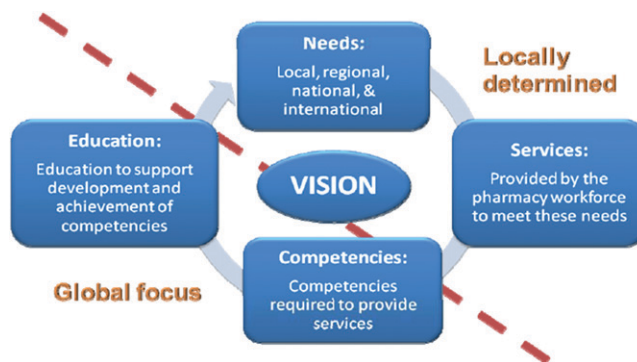 Needs:
Local, regional,
national, &
international
Locally
determined
Education:
Education to support
development and
achievement of
competencies
VISION
Services:
Provided by the
pharmacy workforce
to meet these needs
Global focus
Competencies:
Competencies
required to provide
services